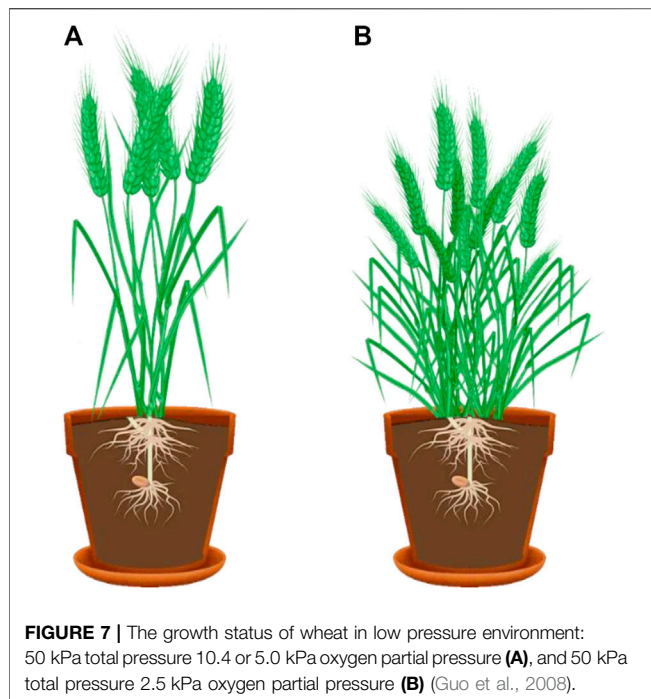 A B
FIGURE 7 | The growth status of wheat in low pressure environment:
50 kPa total pressure 10.4 or 5.0 kPa oxygen partial pressure (A), and 50 kPa
total pressure 2.5 kPa oxygen partial pressure (B) (Guo et al., 2008).